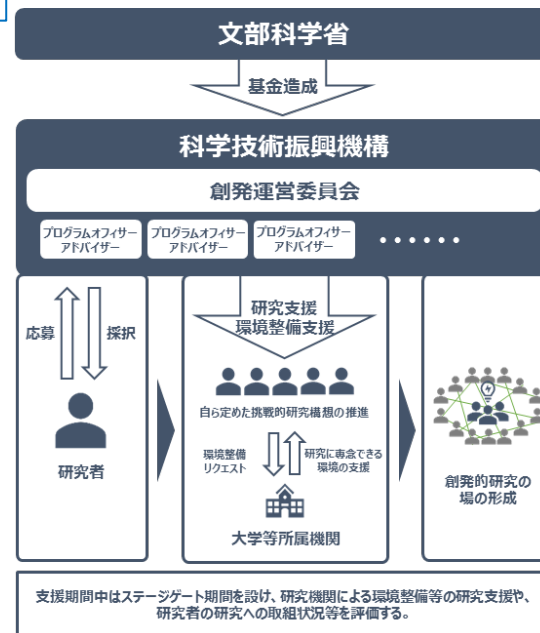 文部科学省
基金造成
科学技術振興機構
創発運営委員会
プログラムオフィサー
アドバイザー
プログラムオフィサー
アドバイザー
プログラムオフィサー
アドバイザー
・・・・・・
応募
採択
研究者
研究支援
環境整備支援
自ら定めた挑戦的研究構想の推進
環境整備
リクエスト
研究に専念できる
環境の支援
大学等所属機関
創発的研究の
場の形成
支援期間中はステージゲート期間を設け、研究機関による環境整備等の研究支援や、
研究者の研究への取組状況等を評価する。